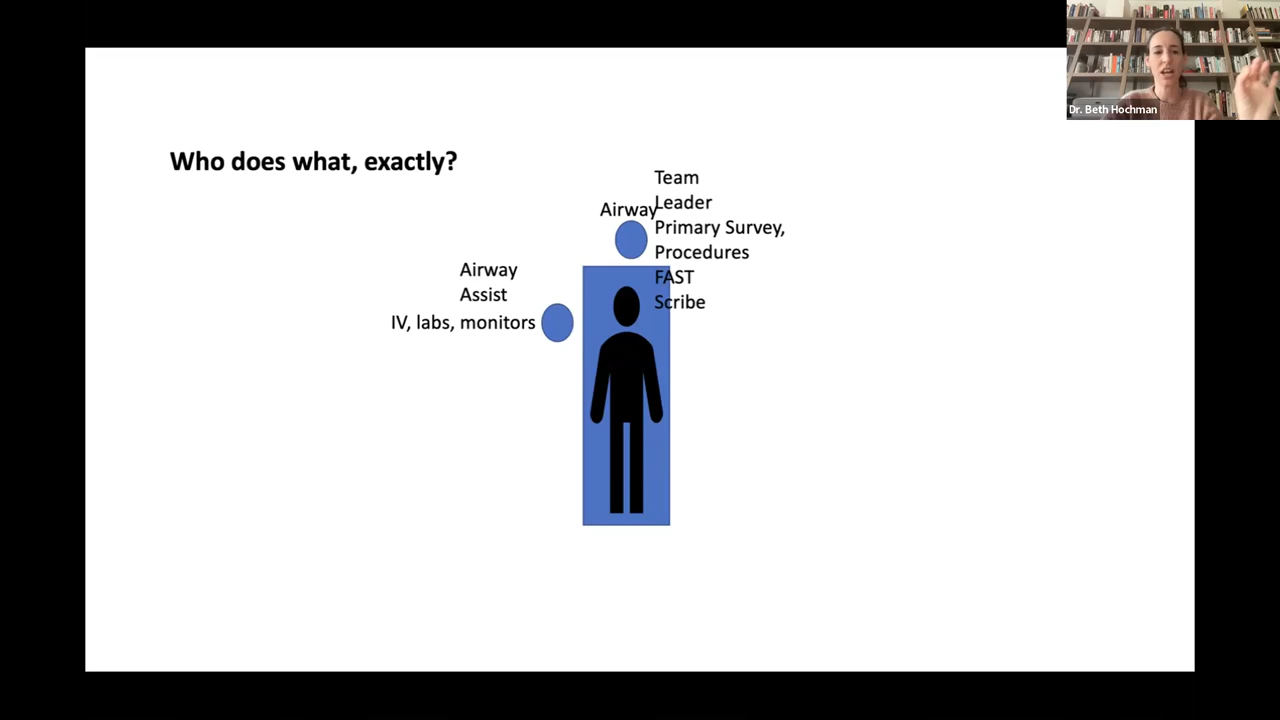 Dr. Beth Hochman
Who does what, exactly?
Airway
Team
Leader
Primary Survey,
Procedures
FAST
Scribe
Airway
Assist
IV, labs, monitors